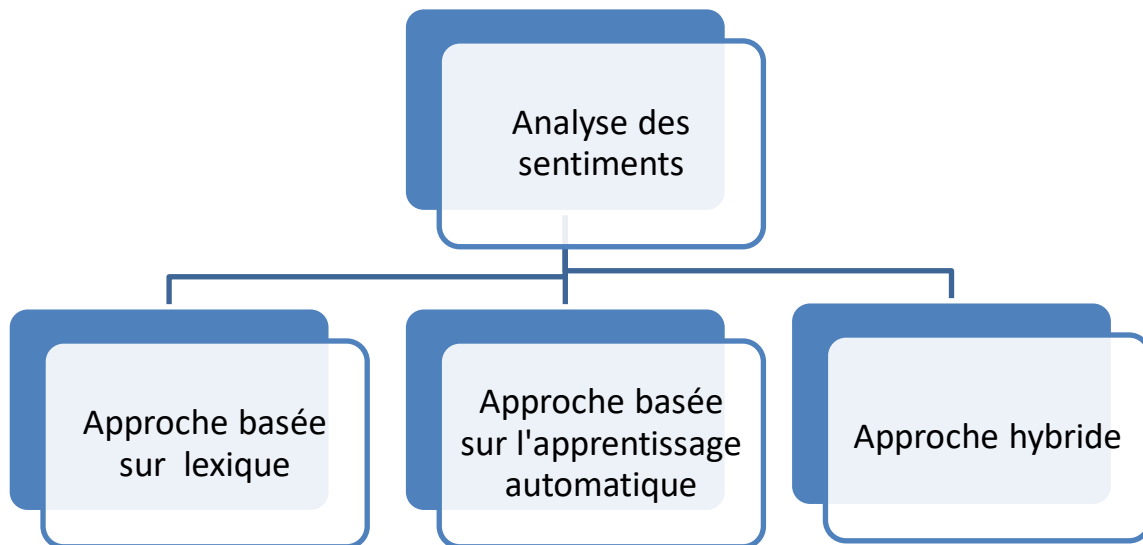 Analyse des
sentiments
Approche basée
sur lexique
Approche basée
sur l'apprentissage
automatique
Approche hybride